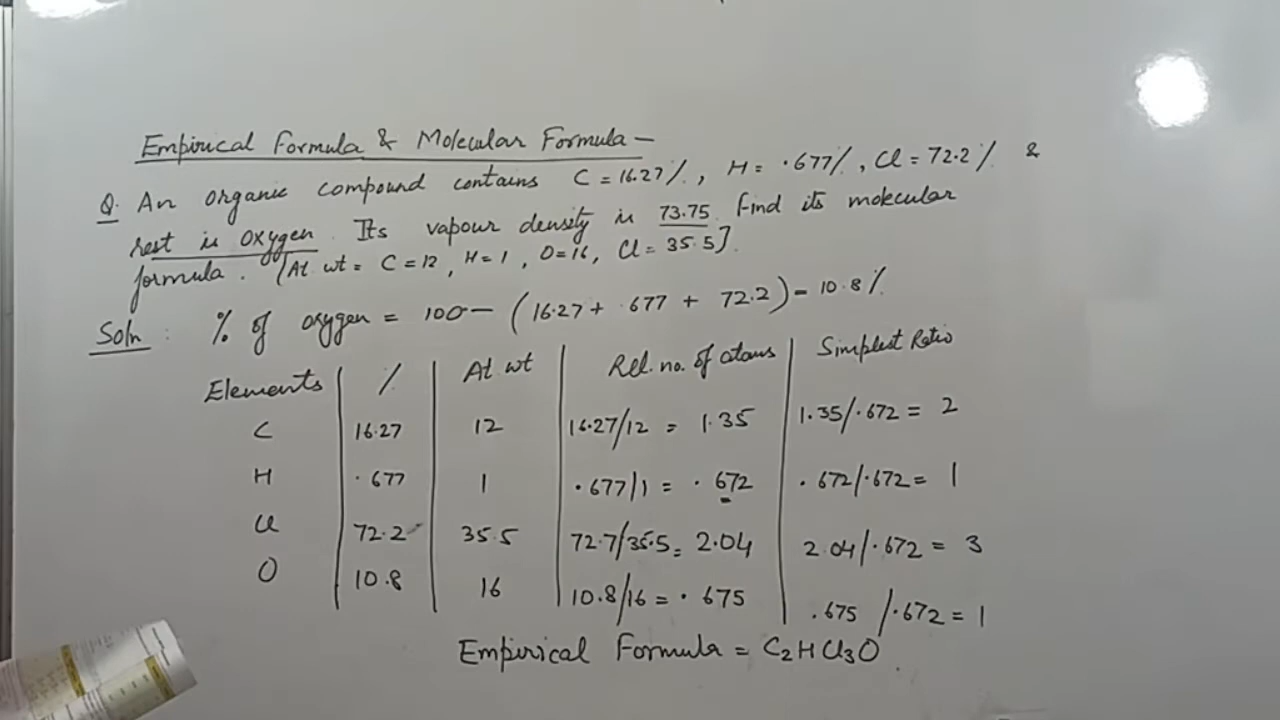 Empirical Formula & Molecular Formula —
Q. An organic compound contains C = 16.27%, H = .677%, Cl = 72.2% &
rest is oxygen. Its vapour density is 73.75. Find its molecular
formula. [At wt = C = 12, H = 1, O = 16, Cl = 35.5].
Soln : % of oxygen = 100 — (16.27 + .677 + 72.2) = 10.8%
Elements % At wt Rel. no. of atoms Simplest Ratio
C 16.27 12 16.27/12 = 1.35 1.35/.672 = 2
H .677 1 .677/1 = .672 .672/.672 = 1
Cl 72.2 35.5 72.7/35.5 = 2.04 2.04/.672 = 3
O 10.8 16 10.8/16 = .675 .675/.672 = 1
Empirical Formula = C₂HCl₃O.